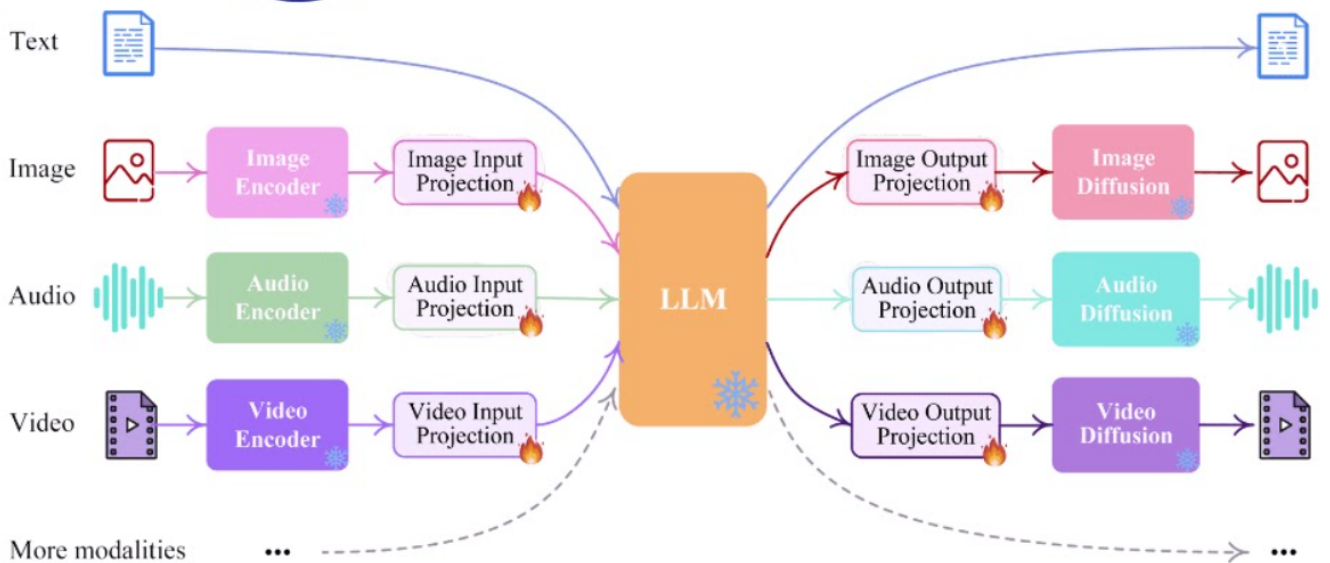 Text
Image
Image
Encoder
Image Input
Projection
Image Output
Projection
Image
Diffusion
Audio
Audio
Encoder
Audio Input
Projection
LLM
Audio Output
Projection
Audio
Diffusion
Video
Video
Encoder
Video Input
Projection
Video Output
Projection
Video
Diffusion
More modalities
...
...